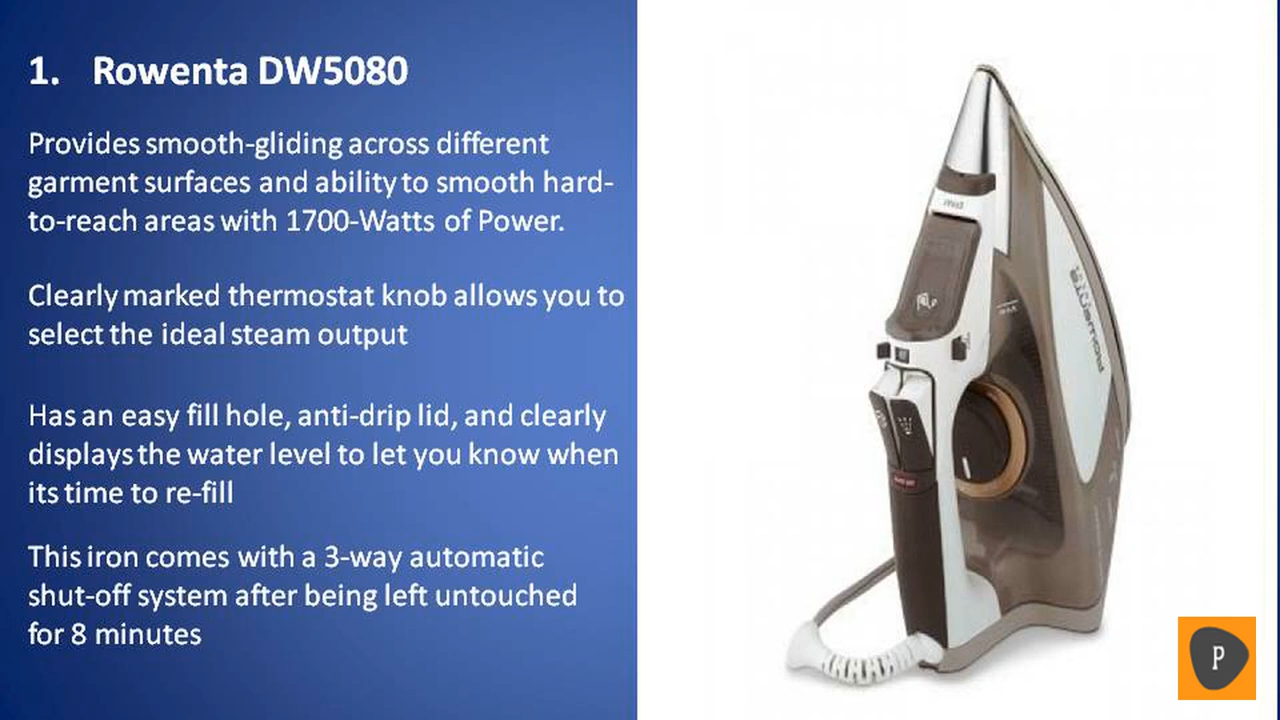 1. Rowenta DW5080
Provides smooth-gliding across different
garment surfaces and ability to smooth hard-
to-reach areas with 1700-Watts of Power.
Clearly marked thermostat knob allows you to
select the ideal steam output
Has an easy fill hole, anti-drip lid, and clearly
displays the water level to let you know when
its time to re-fill
This iron comes with a 3-way automatic
shut-off system after being left untouched
for 8 minutes
P